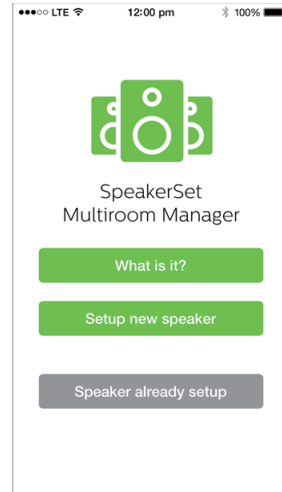 LTE 12:00 pm 100%
SpeakerSet
Multiroom Manager
What is it?
Setup new speaker
Speaker already setup